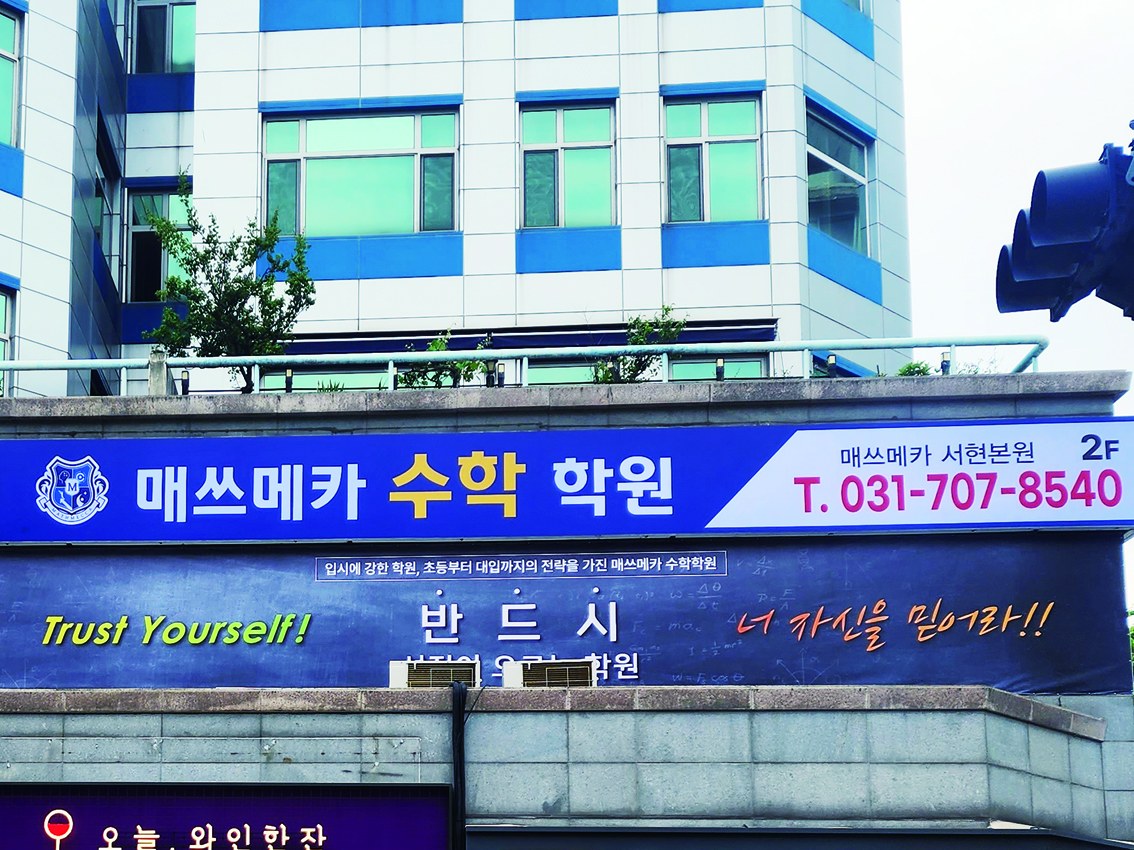 매쓰메카 수학 학원
매쓰메카 서현본원 2F
T. 031-707-8540
입시에 강한 학원, 초등부터 대입까지의 전략을 가진 매쓰메카 수학학원
Trust Yourself!
반드시
학원
너 자신을 믿어라!!
오늘, 와인한잔